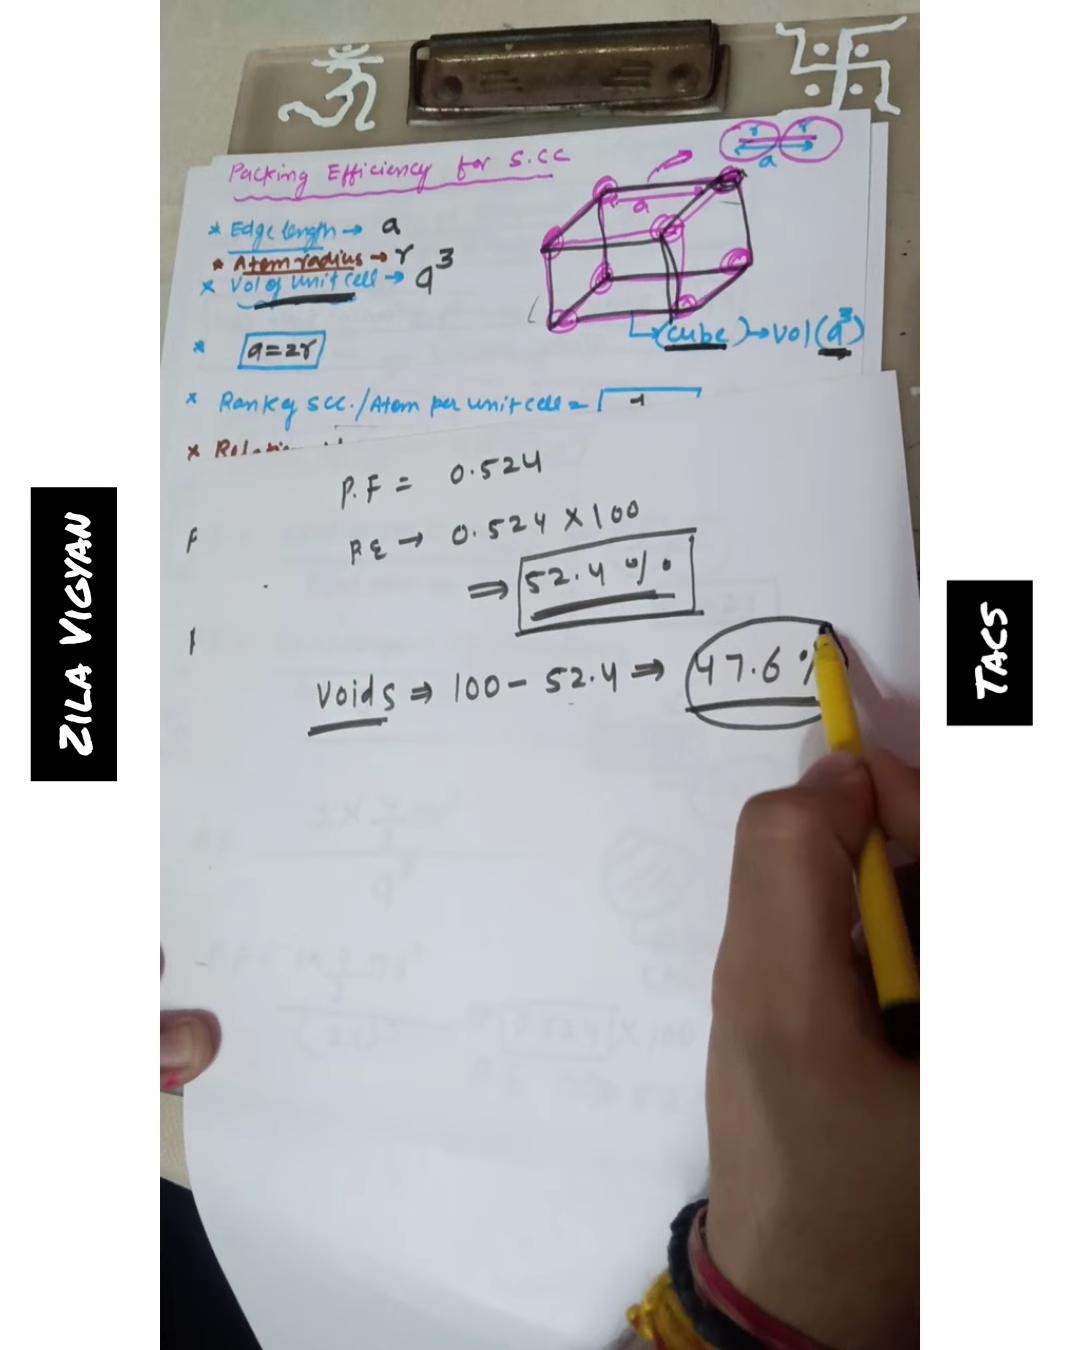 Packing Efficiency for S.CC
* Edge length → a
* Atom radius → r
* Vol of unit cell → a³
* a=2r
r r
a
a
(cube) → vol (a³)
* Rank of SCC./Atom per unit cell = 1
P.F = 0.524
P.E → 0.524 × 100
⇒ 52.4 %
Voids ⇒ 100 - 52.4 ⇒ 47.6 %
ZILA VIGYAN
TACS